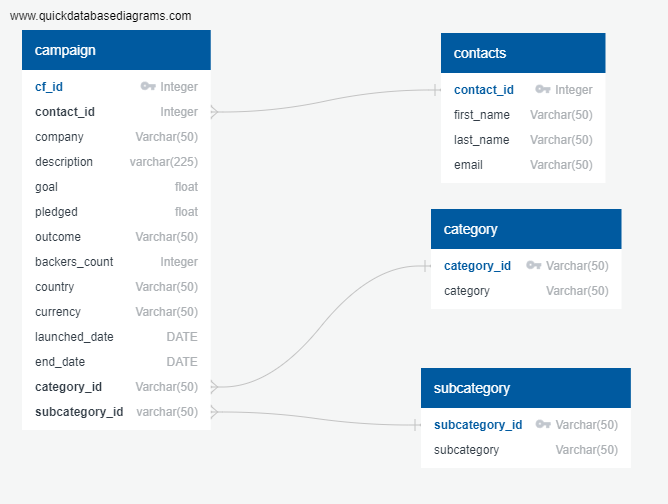 www.quickdatabasediagrams.com
campaign
cf_id Integer
contact_id Integer
company Varchar(50)
description varchar(225)
goal float
pledged float
outcome Varchar(50)
backers_count Integer
country Varchar(50)
currency Varchar(50)
launched_date DATE
end_date DATE
category_id Varchar(50)
subcategory_id varchar(50)
contacts
contact_id Integer
first_name Varchar(50)
last_name Varchar(50)
email Varchar(50)
category
category_id Varchar(50)
category Varchar(50)
subcategory
subcategory_id Varchar(50)
subcategory Varchar(50)